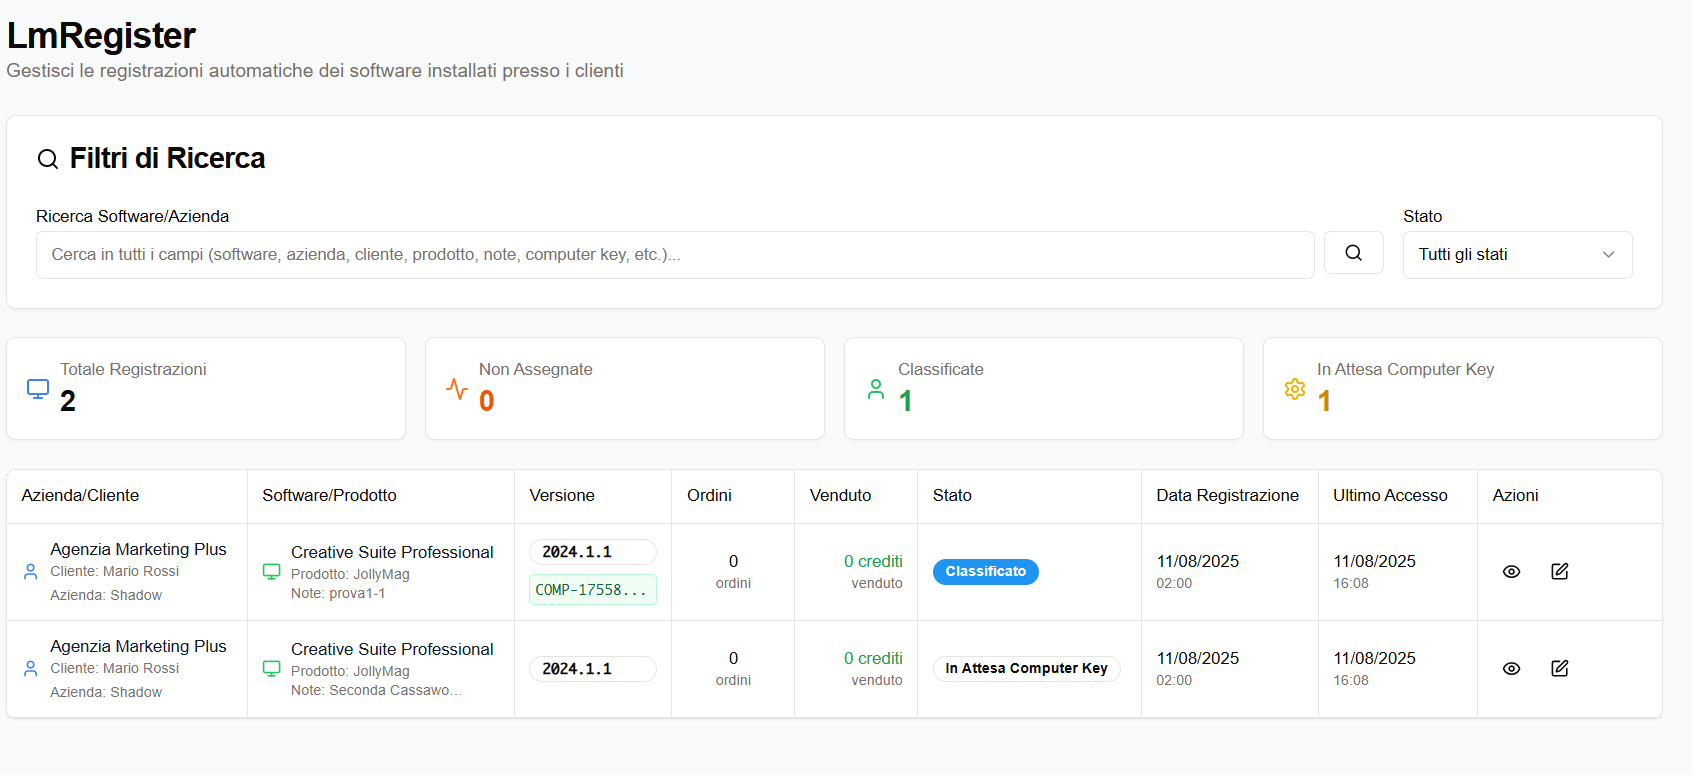 LmRegister
Gestisci le registrazioni automatiche dei software installati presso i clienti
Filtri di Ricerca
Ricerca Software/Azienda
Stato
Cerca in tutti i campi (software, azienda, cliente, prodotto, note, computer key, etc.)...
Tutti gli stati
Totale Registrazioni
2
Non Assegnate
0
Classificate
1
In Attesa Computer Key
1
Azienda/Cliente Software/Prodotto Versione Ordini Venduto Stato Data Registrazione Ultimo Accesso Azioni
Agenzia Marketing Plus
Cliente: Mario Rossi
Azienda: Shadow
Creative Suite Professional
Prodotto: JollyMag
Note: prova1-1
2024.1.1
COMP-17558...
0
ordini
0 crediti
venduto
Classificato
11/08/2025
02:00
11/08/2025
16:08
Agenzia Marketing Plus
Cliente: Mario Rossi
Azienda: Shadow
Creative Suite Professional
Prodotto: JollyMag
Note: Seconda Cassawo...
2024.1.1
0
ordini
0 crediti
venduto
In Attesa Computer Key
11/08/2025
02:00
11/08/2025
16:08